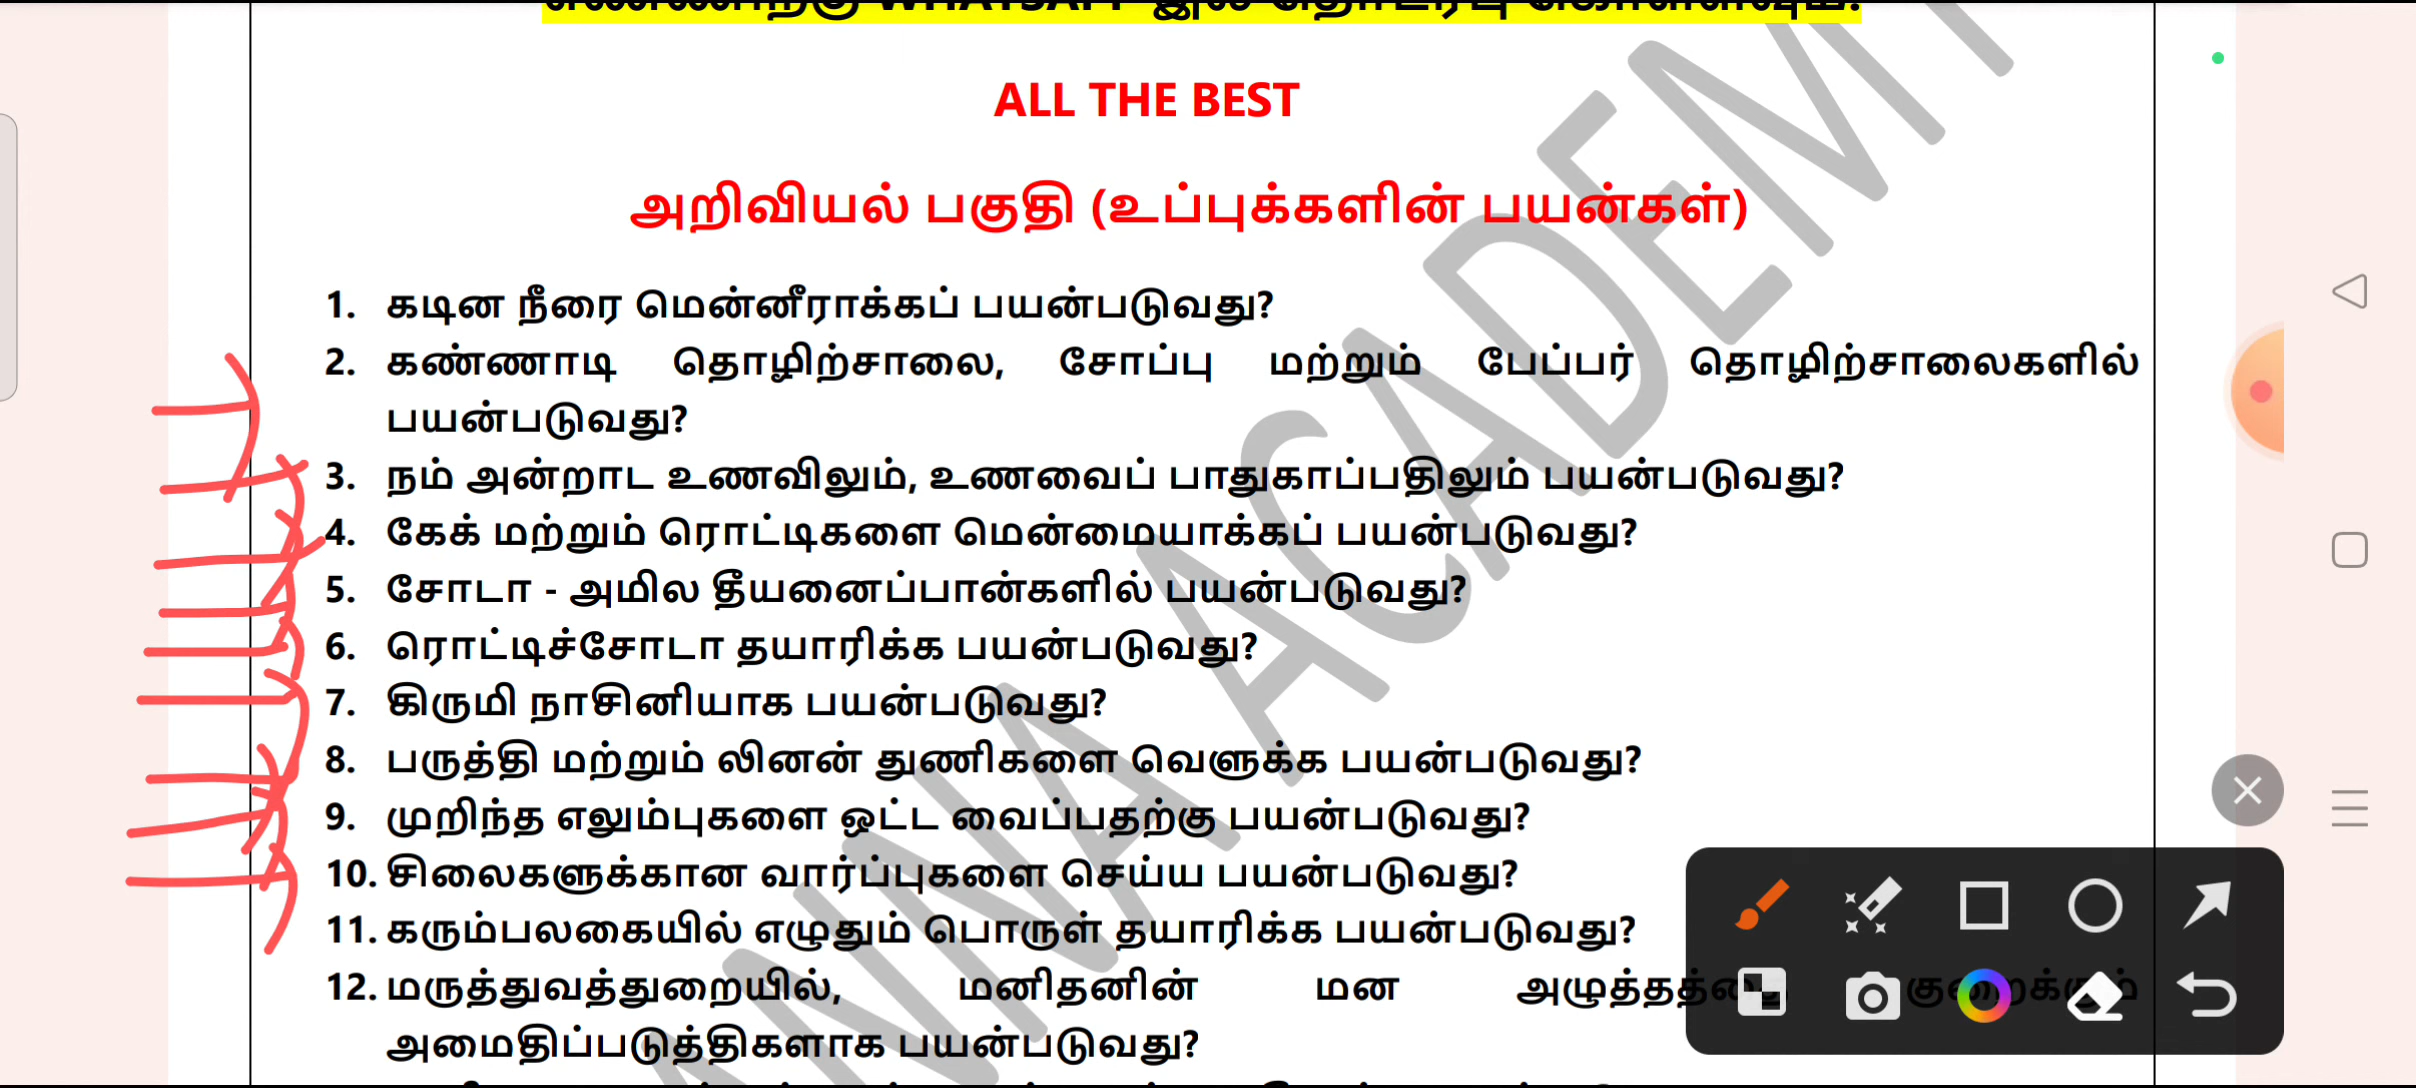 ALL THE BEST
அறிவியல் பகுதி (உப்புக்களின் பயன்கள்)
1. கடின நீரை மென்னீராக்கப் பயன்படுவது?
2. கண்ணாடி தொழிற்சாலை, சோப்பு மற்றும் பேப்பர் தொழிற்சாலைகளில்
பயன்படுவது?
3. நம் அன்றாட உணவிலும், உணவைப் பாதுகாப்பதிலும் பயன்படுவது?
4. கேக் மற்றும் ரொட்டிகளை மென்மையாக்கப் பயன்படுவது?
5. சோடா - அமில தீயனைப்பான்களில் பயன்படுவது?
6. ரொட்டிச்சோடா தயாரிக்க பயன்படுவது?
7. கிருமி நாசினியாக பயன்படுவது?
8. பருத்தி மற்றும் லினன் துணிகளை வெளுக்க பயன்படுவது?
9. முறிந்த எலும்புகளை ஒட்ட வைப்பதற்கு பயன்படுவது?
10. சிலைகளுக்கான வார்ப்புகளை செய்ய பயன்படுவது?
11. கரும்பலகையில் எழுதும் பொருள் தயாரிக்க பயன்படுவது?
12. மருத்துவத்துறையில், மனிதனின் மன அழுத்தத்தை குறைக்கும்
அமைதிப்படுத்திகளாக பயன்படுவது?
ANNA ACADEMY